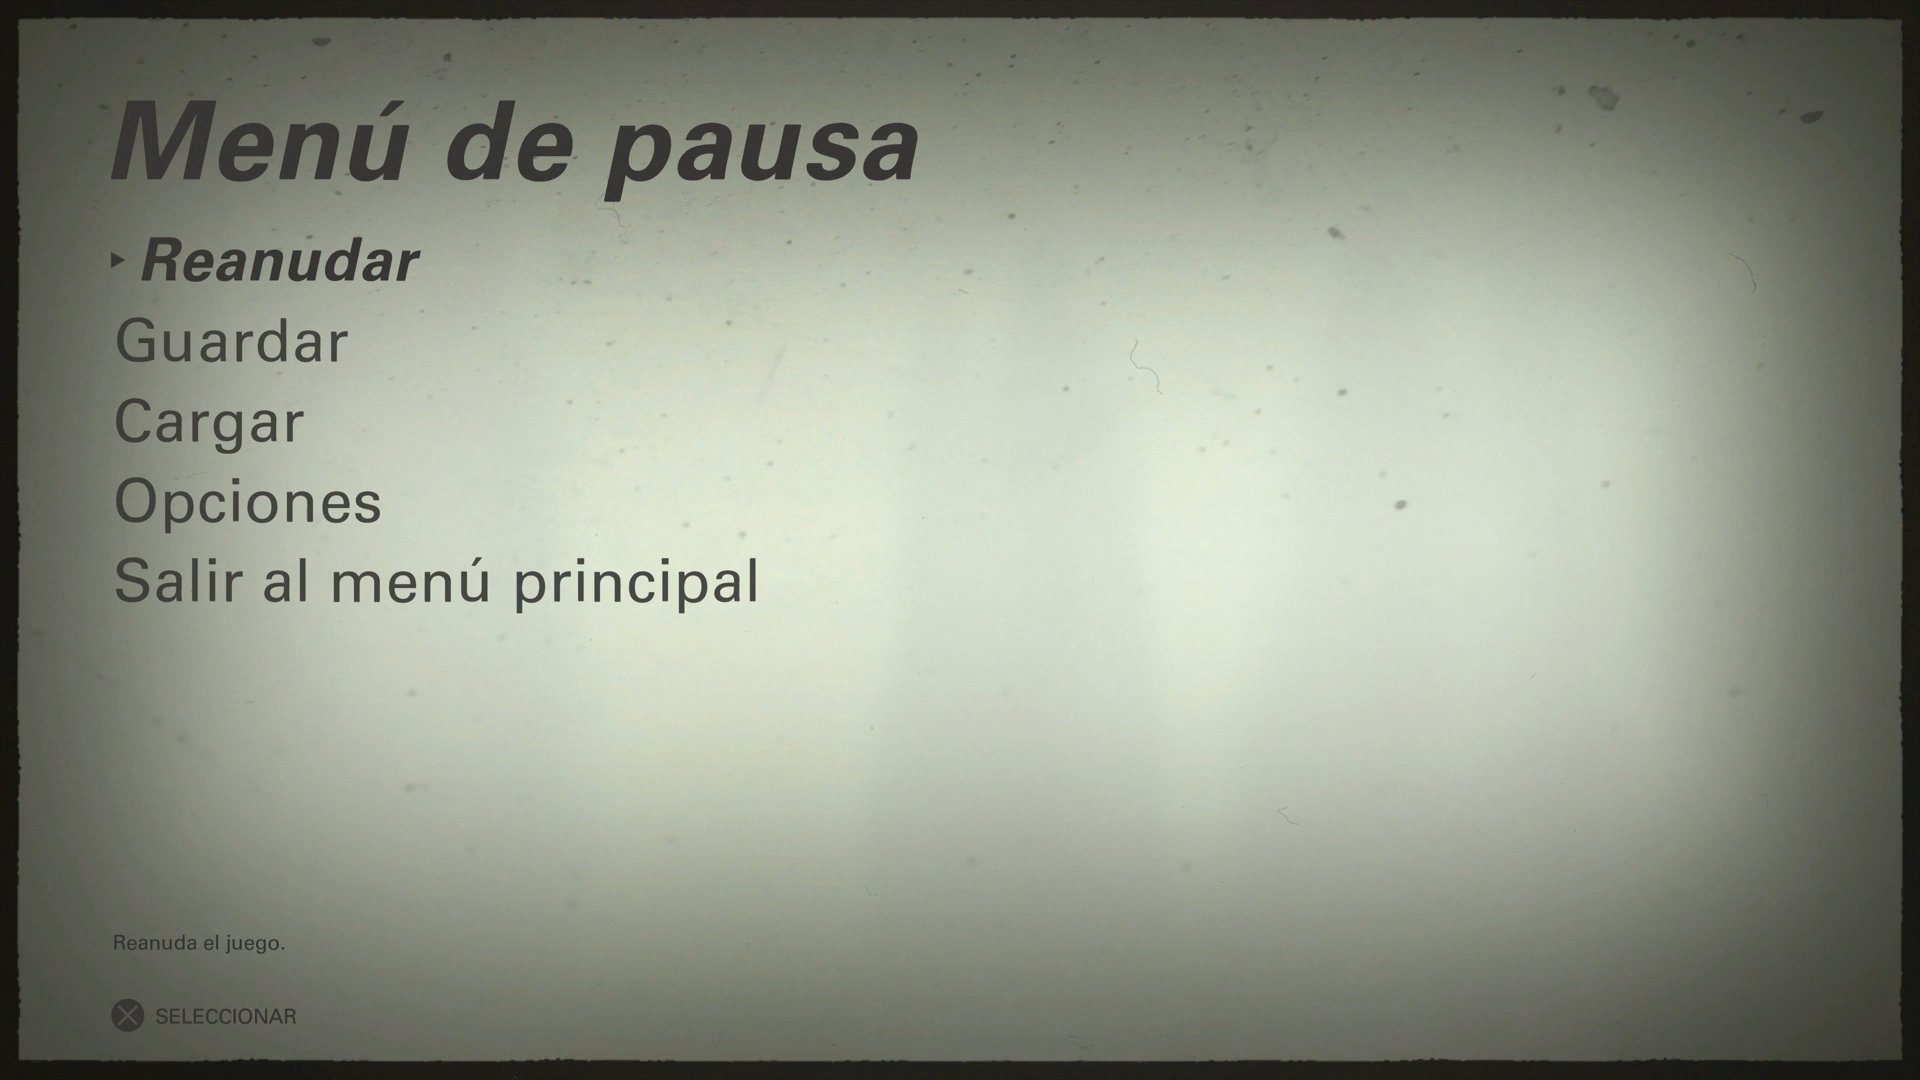 Menú de pausa
Reanudar
Guardar
Cargar
Opciones
Salir al menú principal
Reanuda el juego.
SELECCIONAR